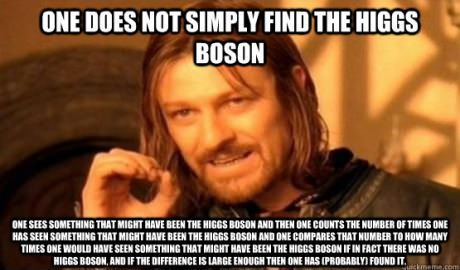 ONE DOES NOT SIMPLY FIND THE HIGGS
BOSON
ONE SEES SOMETHING THAT MIGHT HAVE BEEN THE HIGGS BOSON AND THEN ONE COUNTS THE NUMBER OF TIMES ONE
HAS SEEN SOMETHING THAT MIGHT HAVE BEEN THE HIGGS BOSON AND ONE COMPARES THAT NUMBER TO HOW MANY
TIMES ONE WOULD HAVE SEEN SOMETHING THAT MIGHT HAVE BEEN THE HIGGS BOSON IF IN FACT THERE WAS NO
HIGGS BOSON, AND IF THE DIFFERENCE IS LARGE ENOUGH THEN ONE HAS (PROBABLY) FOUND IT.
quickmeme.com